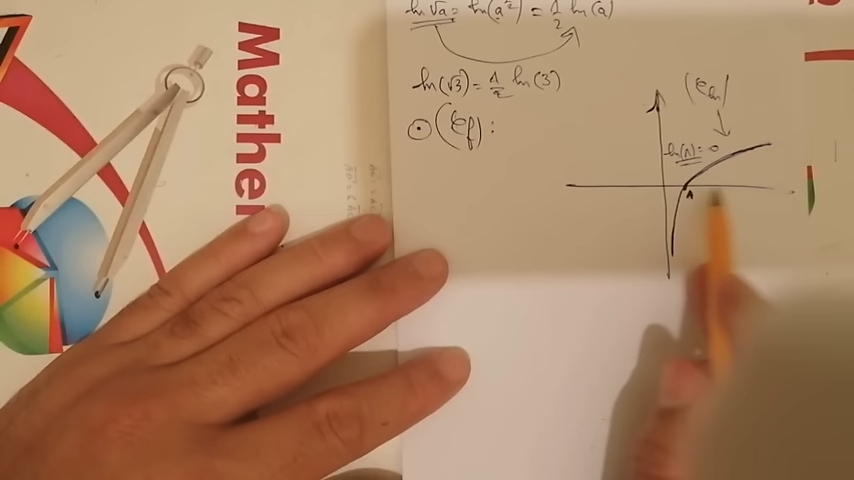 ln √a = ln(a^½) = 1/2 ln(a)
ln(√3) = 1/2 ln(3)
⊙ (𝒞f):
(𝒞ln)
ln(1) = 0
1
Mathe